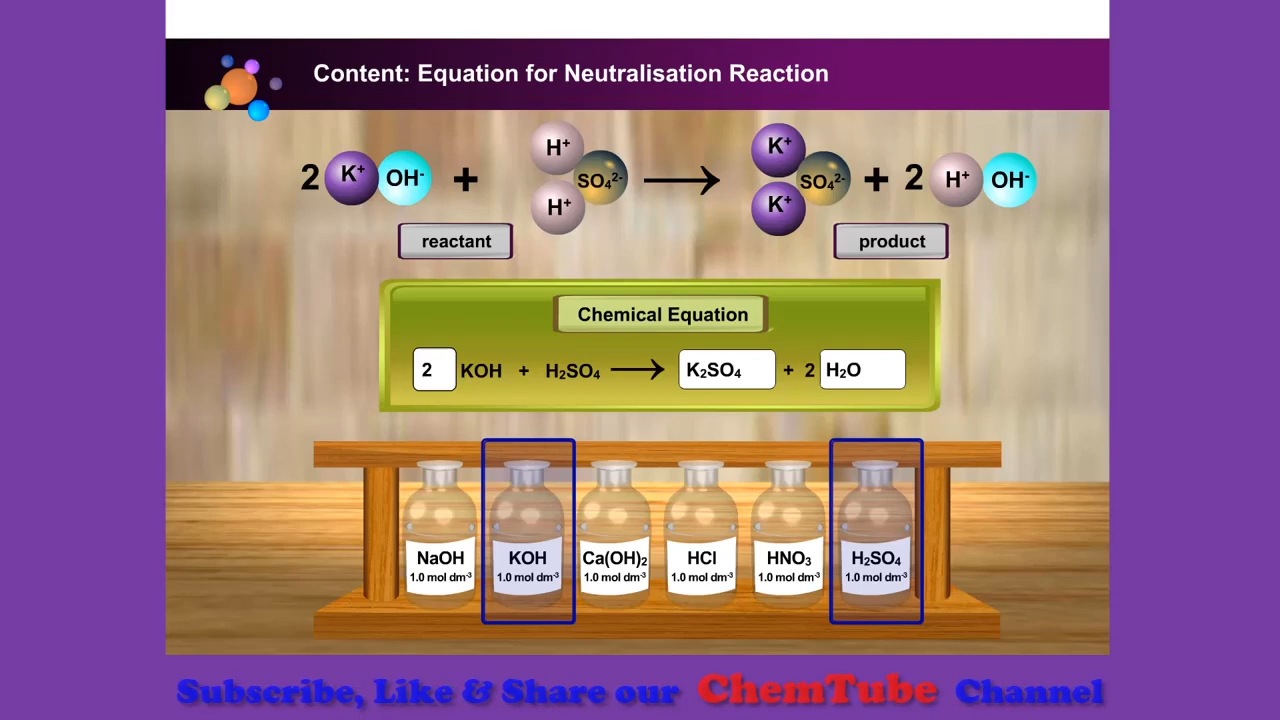 Content: Equation for Neutralisation Reaction
2 K⁺ OH⁻ + H⁺ H⁺ SO₄²⁻ → K⁺ K⁺ SO₄²⁻ + 2 H⁺ OH⁻
reactant product
Chemical Equation
2 KOH + H₂SO₄ → K₂SO₄ + 2 H₂O
NaOH KOH Ca(OH)₂ HCl HNO₃ H₂SO₄
1.0 mol dm⁻³ 1.0 mol dm⁻³ 1.0 mol dm⁻³ 1.0 mol dm⁻³ 1.0 mol dm⁻³ 1.0 mol dm⁻³
Subscribe, Like & Share our ChemTube Channel